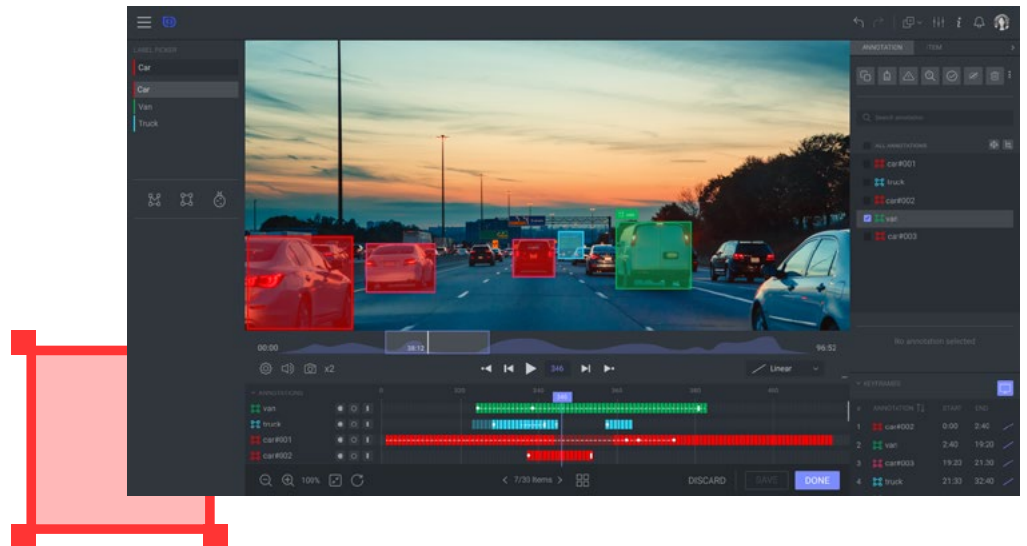 LABEL PICKER
Car
Car
Van
Truck
ANNOTATION ITEM
Search annotation
ALL ANNOTATIONS
car#001
truck
car#002
van
car#003
No annotation selected
00:00 38:12 96:52
x2 346 Linear
ANNOTATIONS 0 320 340 346 365 380
van
truck
car#001
car#002
100% < 7/30 Items > DISCARD SAVE DONE
KEYFRAMES
# ANNOTATION START END
1 car#002 0:00 2:40
2 van 2:40 19:20
3 car#003 19:20 21:30
4 truck 21:30 32:40